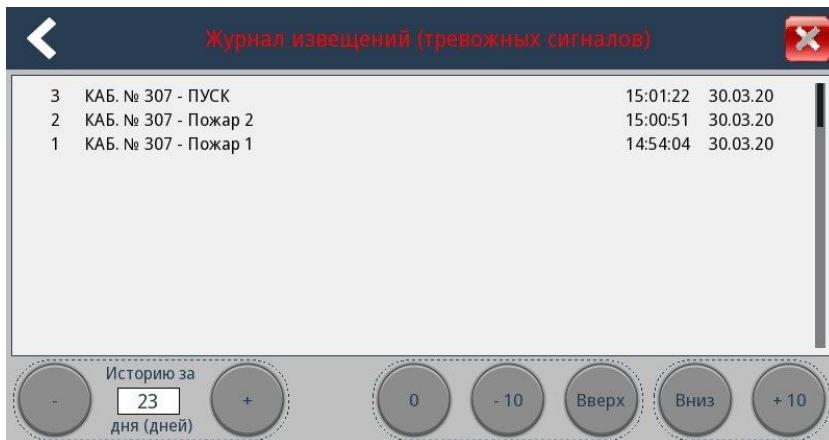 Журнал извещений (тревожных сигналов)
3 КАБ. № 307 - ПУСК 15:01:22 30.03.20
2 КАБ. № 307 - Пожар 2 15:00:51 30.03.20
1 КАБ. № 307 - Пожар 1 14:54:04 30.03.20
Историю за
- 23 + 0 - 10 Вверх Вниз + 10
дня (дней)